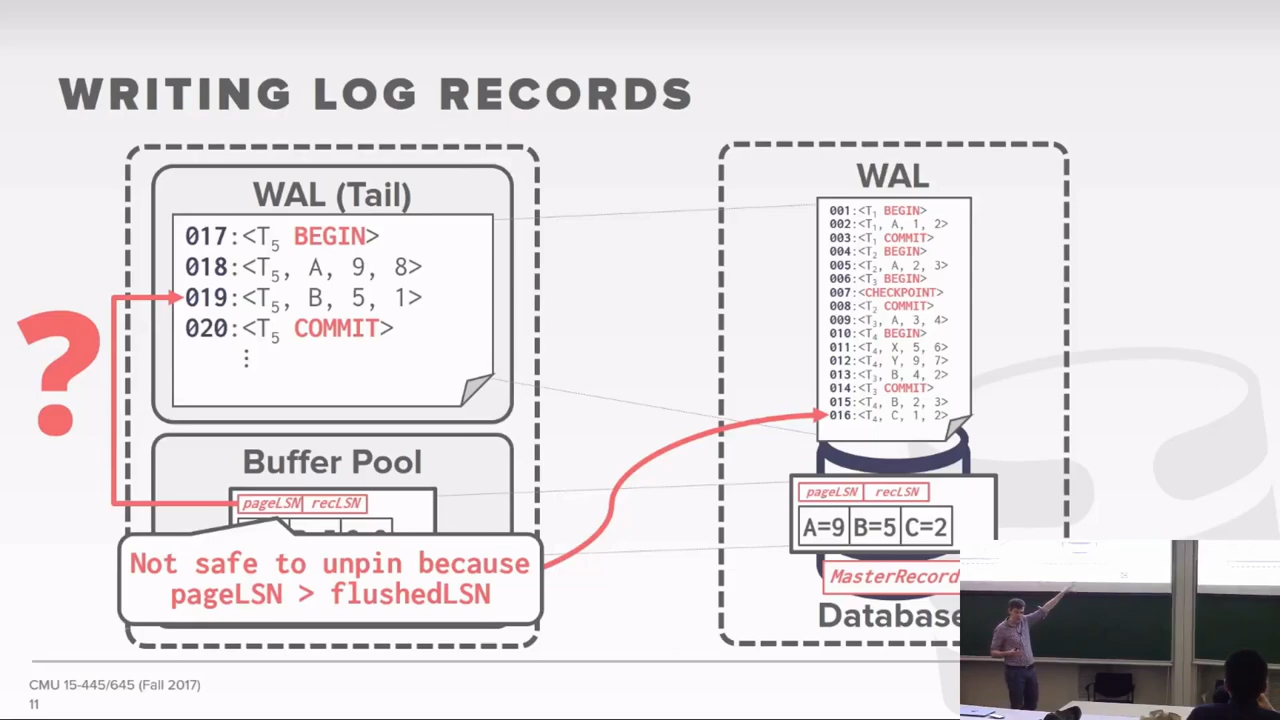 WRITING LOG RECORDS
WAL (Tail)
017:<T5 BEGIN>
018:<T5, A, 9, 8>
019:<T5, B, 5, 1>
020:<T5 COMMIT>
⋮
?
Buffer Pool
pageLSN recLSN
Not safe to unpin because
pageLSN > flushedLSN
WAL
001:<T1 BEGIN>
002:<T1, A, 1, 2>
003:<T1 COMMIT>
004:<T2 BEGIN>
005:<T2, A, 2, 3>
006:<T3 BEGIN>
007:<CHECKPOINT>
008:<T2 COMMIT>
009:<T3, A, 3, 4>
010:<T4 BEGIN>
011:<T4, X, 5, 6>
012:<T4, Y, 9, 7>
013:<T3, B, 4, 2>
014:<T3 COMMIT>
015:<T4, B, 2, 3>
016:<T4, C, 1, 2>
pageLSN recLSN
A=9 B=5 C=2
MasterRecord
Database
CMU 15-445/645 (Fall 2017)
11